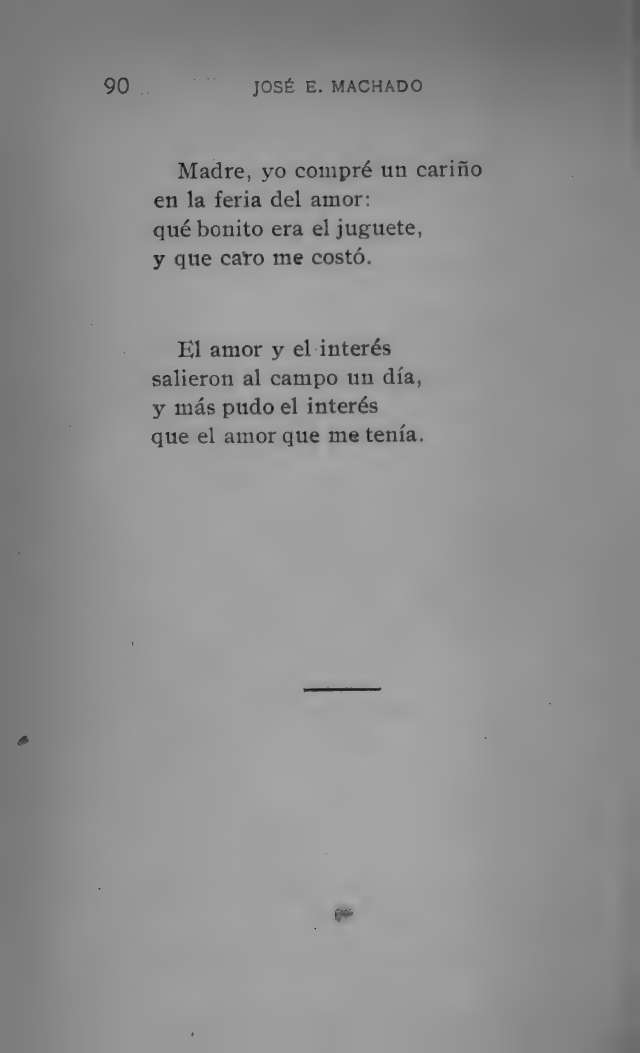 90 JOSÉ E. MACHADO
Madre, yo compré un cariño
en la feria del amor:
qué bonito era el juguete,
y que caro me costó.
El amor y el interés
salieron al campo un día,
y más pudo el interés
que el amor que me tenía.